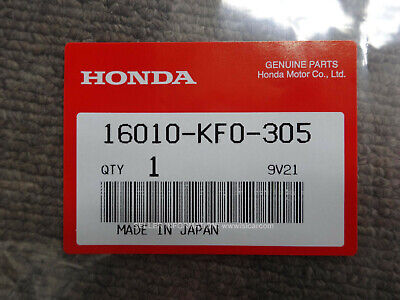 HONDA
GENUINE PARTS
Honda Motor Co., Ltd.
16010-KF0-305
QTY 1 9V21
MADE IN JAPAN